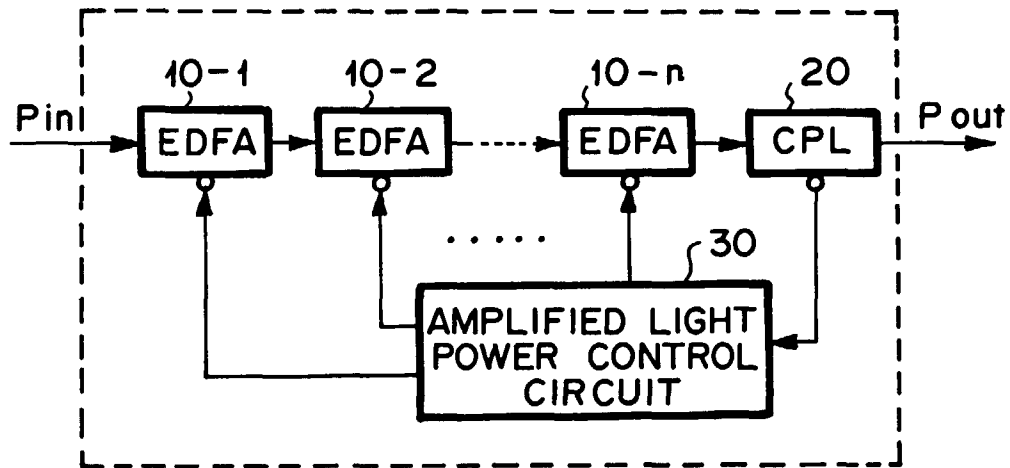 10-1
10-2
10-n
20
Pin
EDFA
EDFA
EDFA
CPL
Pout
30
AMPLIFIED LIGHT
POWER CONTROL
CIRCUIT